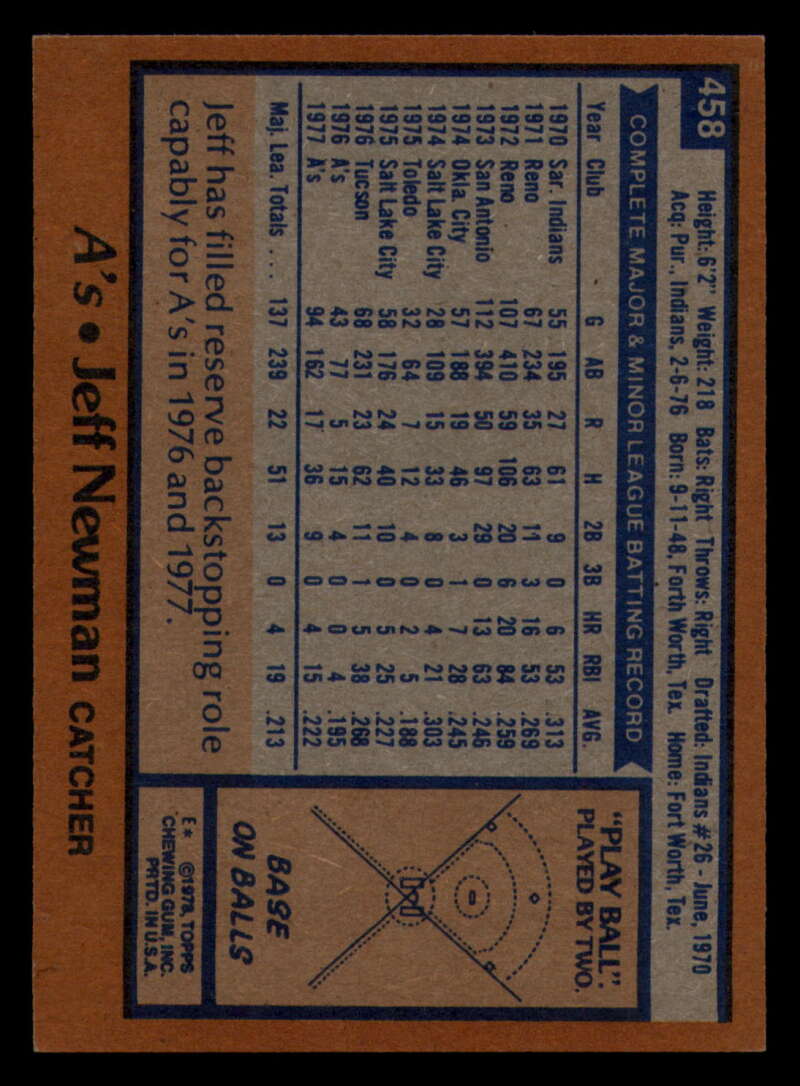 458
Height: 6'2" Weight: 218 Bats: Right Throws: Right Drafted: Indians #26 - June, 1970
Acq: Pur., Indians, 2-6-76 Born: 9-11-48, Forth Worth, Tex. Home: Fort Worth, Tex.
COMPLETE MAJOR & MINOR LEAGUE BATTING RECORD
Year Club G AB R H 2B 3B HR RBI AVG.
1970 Sar. Indians 55 195 27 61 9 0 6 53 .313
1971 Reno 67 234 35 63 11 3 16 53 .269
1972 Reno 107 410 59 106 20 6 20 84 .259
1973 San Antonio 112 394 50 97 29 0 13 63 .246
1974 Okla. City 57 188 19 46 3 1 7 28 .245
1974 Salt Lake City 28 109 15 33 8 0 4 21 .303
1975 Toledo 32 64 7 12 4 0 2 5 .188
1975 Salt Lake City 58 176 24 40 10 0 5 25 .227
1976 Tucson 68 231 23 62 11 1 5 38 .268
1976 A's 43 77 5 15 4 0 0 4 .195
1977 A's 94 162 17 36 9 0 4 15 .222
Maj. Lea. Totals . . . 137 239 22 51 13 0 4 19 .213
Jeff has filled reserve backstopping role
capably for A's in 1976 and 1977.
"PLAY BALL":
PLAYED BY TWO.
BASE
ON BALLS
E* ©1978, TOPPS
CHEWING GUM, INC.
PRTD. IN U.S.A.
A's • Jeff Newman CATCHER